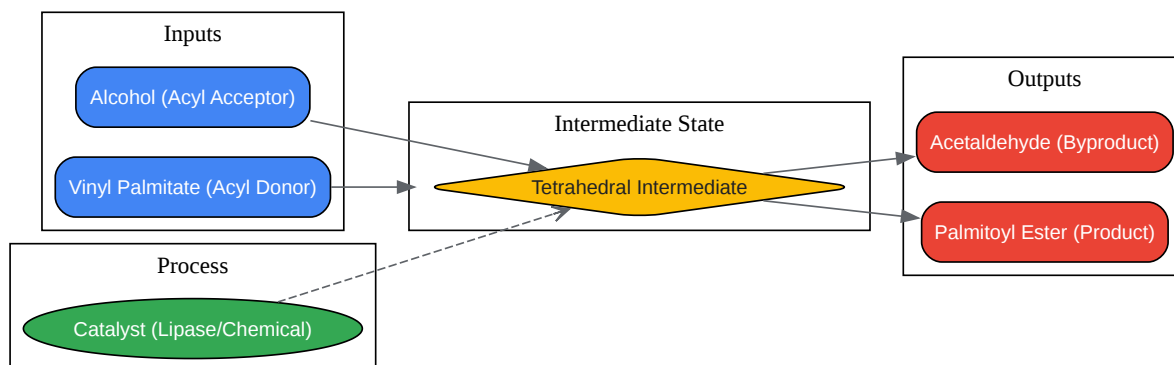 Inputs
Alcohol (Acyl Acceptor)
Vinyl Palmitate (Acyl Donor)
Process
Catalyst (Lipase/Chemical)
Intermediate State
Tetrahedral Intermediate
Outputs
Acetaldehyde (Byproduct)
Palmitoyl Ester (Product)